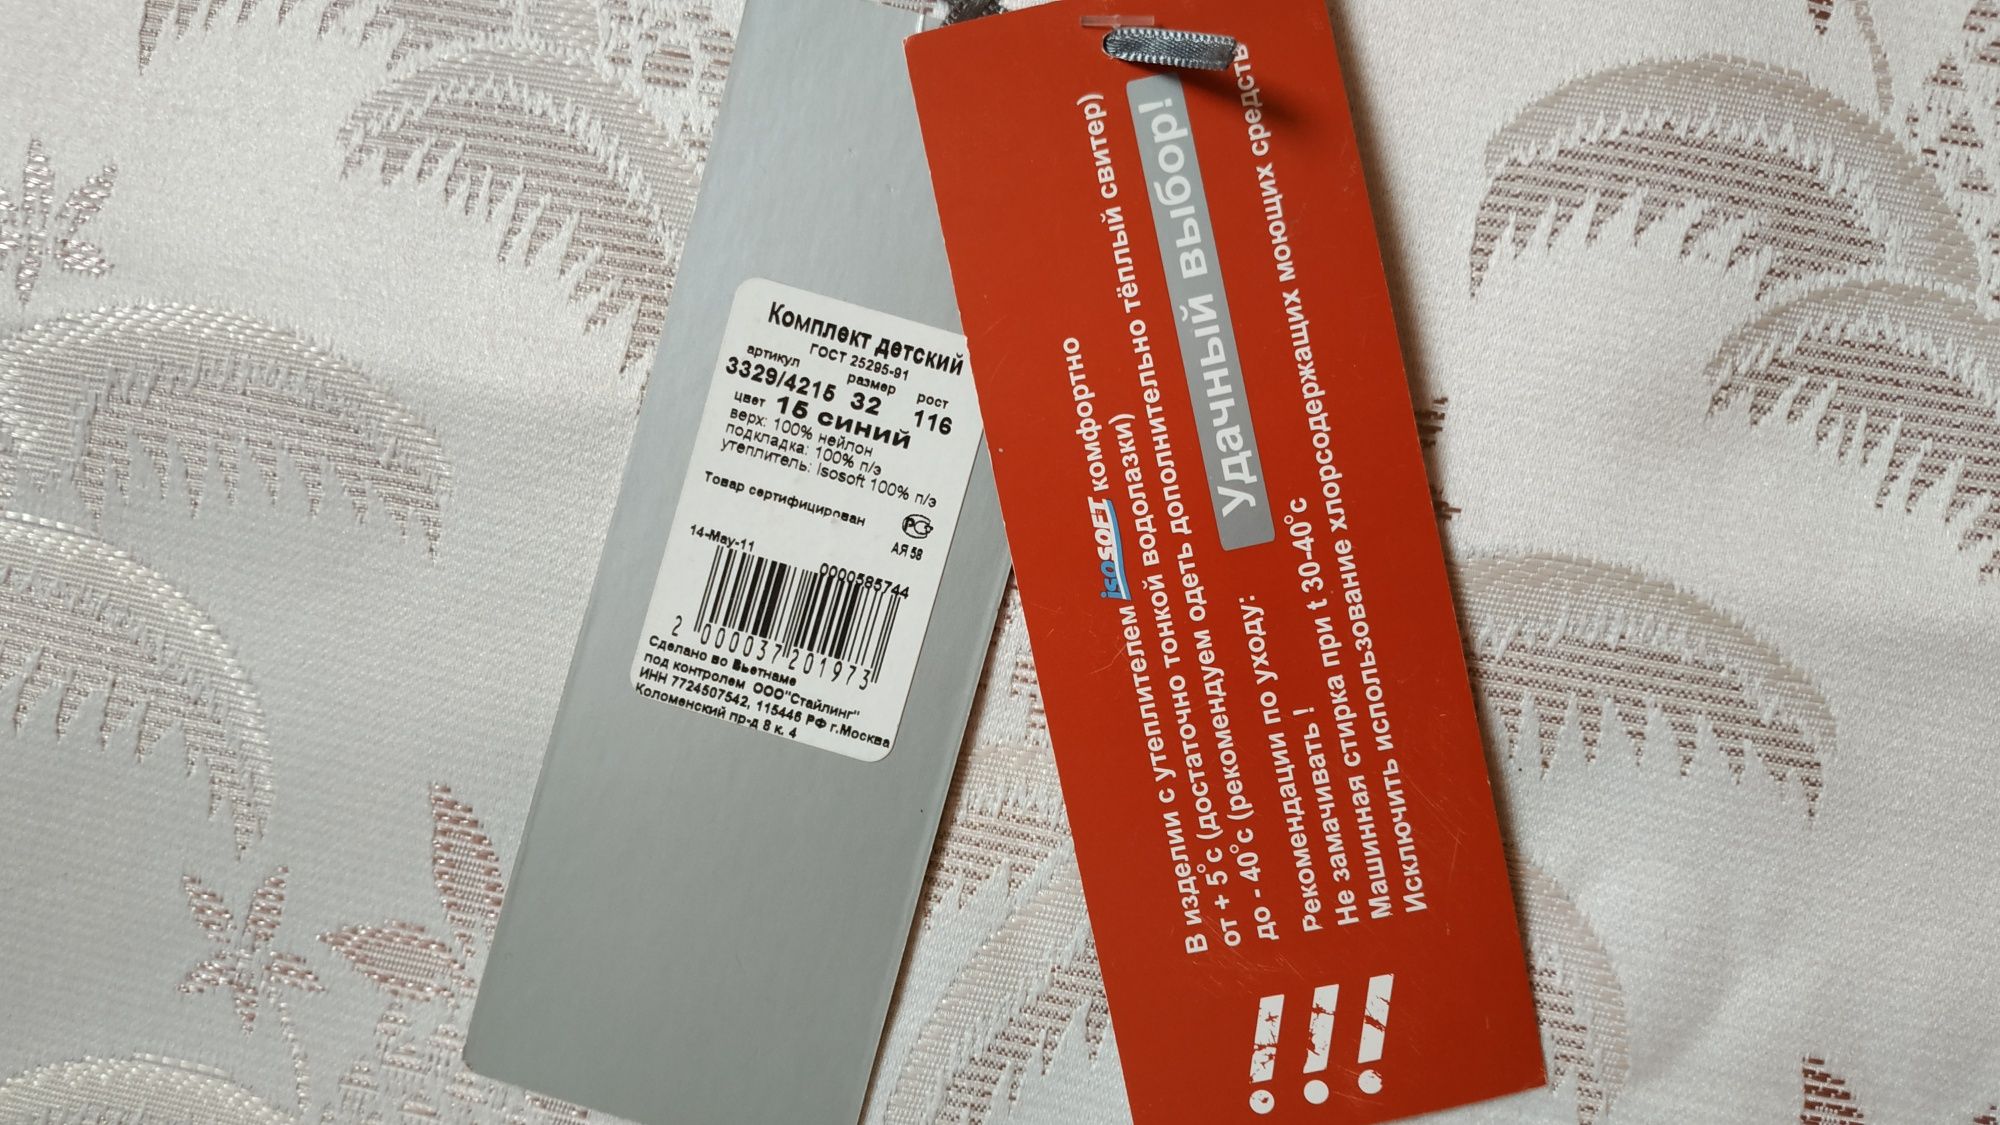 Комплект детский
ГОСТ 25295-91
артикул размер рост
3329/4215 32 116
цвет 15 синий
верх: 100% нейлон
подкладка: 100% п/э
утеплитель: Isosoft 100% п/э
Товар сертифицирован
РСТ
АЯ 58
14-May-11
0000585744
2 000037 201973
Сделано во Вьетнаме
под контролем ООО"Стайлинг"
ИНН 7724507542, 115446 РФ г.Москва
Коломенский пр-д 8 к. 4
В изделии с утеплителем isoSOFT комфортно
от + 5°с (достаточно тонкой водолазки)
до - 40°с (рекомендуем одеть дополнительно тёплый свитер)
Удачный выбор!
Рекомендации по уходу:
Не замачивать !
Машинная стирка при t 30-40°с
Исключить использование хлорсодержащих моющих средств